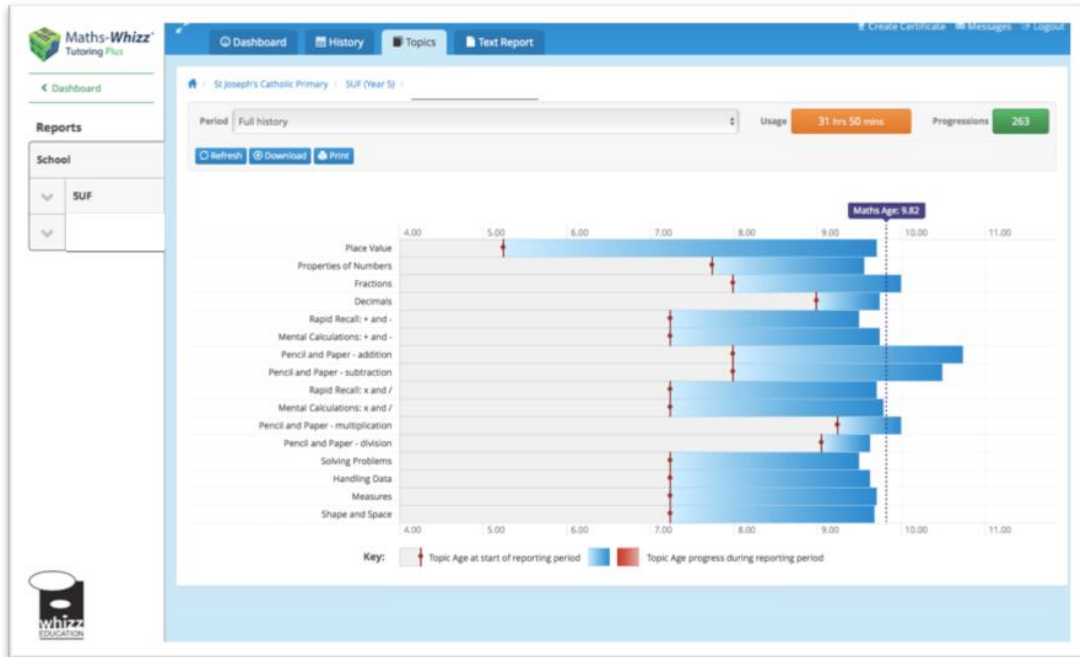 Maths-Whizz®
Tutoring Plus
Dashboard
History
Topics
Text Report
Create Certificate
Messages
Logout
Dashboard
/ St Joseph's Catholic Primary / 5UF (Year 5) /
Reports
Period Full history Usage 31 hrs 50 mins Progressions 263
School
Refresh Download Print
5UF
Maths Age: 9.82
4.00 5.00 6.00 7.00 8.00 9.00 10.00 11.00
Place Value
Properties of Numbers
Fractions
Decimals
Rapid Recall: + and -
Mental Calculations: + and -
Pencil and Paper - addition
Pencil and Paper - subtraction
Rapid Recall: x and /
Mental Calculations: x and /
Pencil and Paper - multiplication
Pencil and Paper - division
Solving Problems
Handling Data
Measures
Shape and Space
4.00 5.00 6.00 7.00 8.00 9.00 10.00 11.00
Key: Topic Age at start of reporting period Topic Age progress during reporting period
whizz
EDUCATION